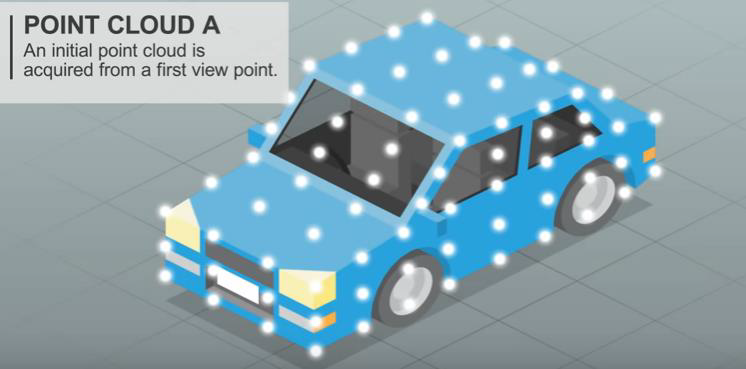 POINT CLOUD A
An initial point cloud is
acquired from a first view point.